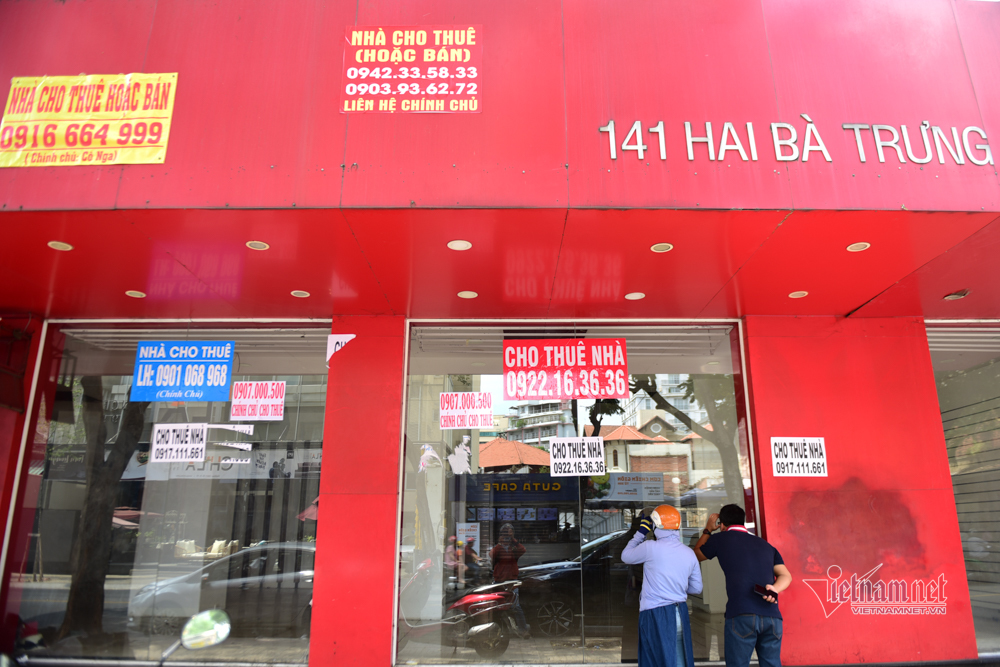 NHÀ CHO THUÊ HOẶC BÁN
0916 664 999
( Chính chủ: Cô Nga )
NHÀ CHO THUÊ
(HOẶC BÁN)
0942.33.58.33
0903.93.62.72
LIÊN HỆ CHÍNH CHỦ
141 HAI BÀ TRƯNG
NHÀ CHO THUÊ
LH: 0901 068 968
(Chính Chủ)
0907.000.500
CHÍNH CHỦ CHO THUÊ
CHO THUÊ NHÀ
0917.111.661
0907.000.500
CHÍNH CHỦ CHO THUÊ
CHO THUÊ NHÀ
0922.16.36.36
CHO THUÊ NHÀ
0922.16.36.36
CHO THUÊ NHÀ
0917.111.661
GUTA CAFE
Vietnamnet
VIETNAMNET.VN